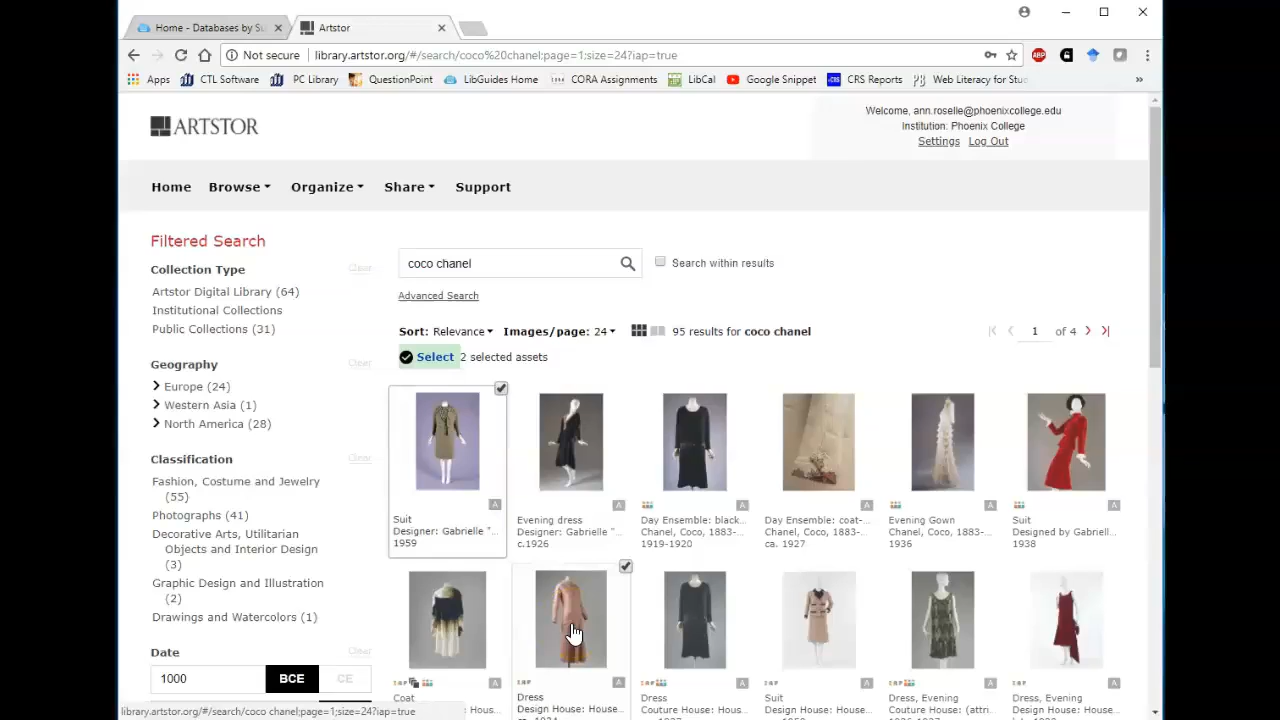 Home - Databases by Su
Artstor
Not secure
library.artstor.org/#/search/coco%20chanel;page=1;size=24?iap=true
ABP
Apps
CTL Software
PC Library
QuestionPoint
LibGuides Home
CORA Assignments
LibCal
Google Snippet
CRS
CRS Reports
Web Literacy for Stud
»
ARTSTOR
Welcome, ann.roselle@phoenixcollege.edu
Institution: Phoenix College
Settings Log Out
Home Browse Organize Share Support
Filtered Search
Collection Type Clear
Artstor Digital Library (64)
Institutional Collections
Public Collections (31)
Geography Clear
Europe (24)
Western Asia (1)
North America (28)
Classification Clear
Fashion, Costume and Jewelry
(55)
Photographs (41)
Decorative Arts, Utilitarian
Objects and Interior Design
(3)
Graphic Design and Illustration
(2)
Drawings and Watercolors (1)
Date Clear
1000 BCE CE
coco chanel
Search within results
Advanced Search
Sort: Relevance Images/page: 24 95 results for coco chanel
1 of 4
Select 2 selected assets
A
Suit
Designer: Gabrielle "...
1959
A
Evening dress
Designer: Gabrielle "...
c.1926
A
Day Ensemble: black...
Chanel, Coco, 1883-...
1919-1920
A
Day Ensemble: coat-...
Chanel, Coco, 1883-...
ca. 1927
A
Evening Gown
Chanel, Coco, 1883-...
1936
A
Suit
Designed by Gabriell...
1938
A
Coat
A
Dress
Design House: House...
A
Dress
Couture House: Hous...
A
Suit
Design House: House...
A
Dress, Evening
Couture House: (attri...
A
Dress, Evening
Design House: House...
library.artstor.org/#/search/coco chanel;page=1;size=24?iap=true